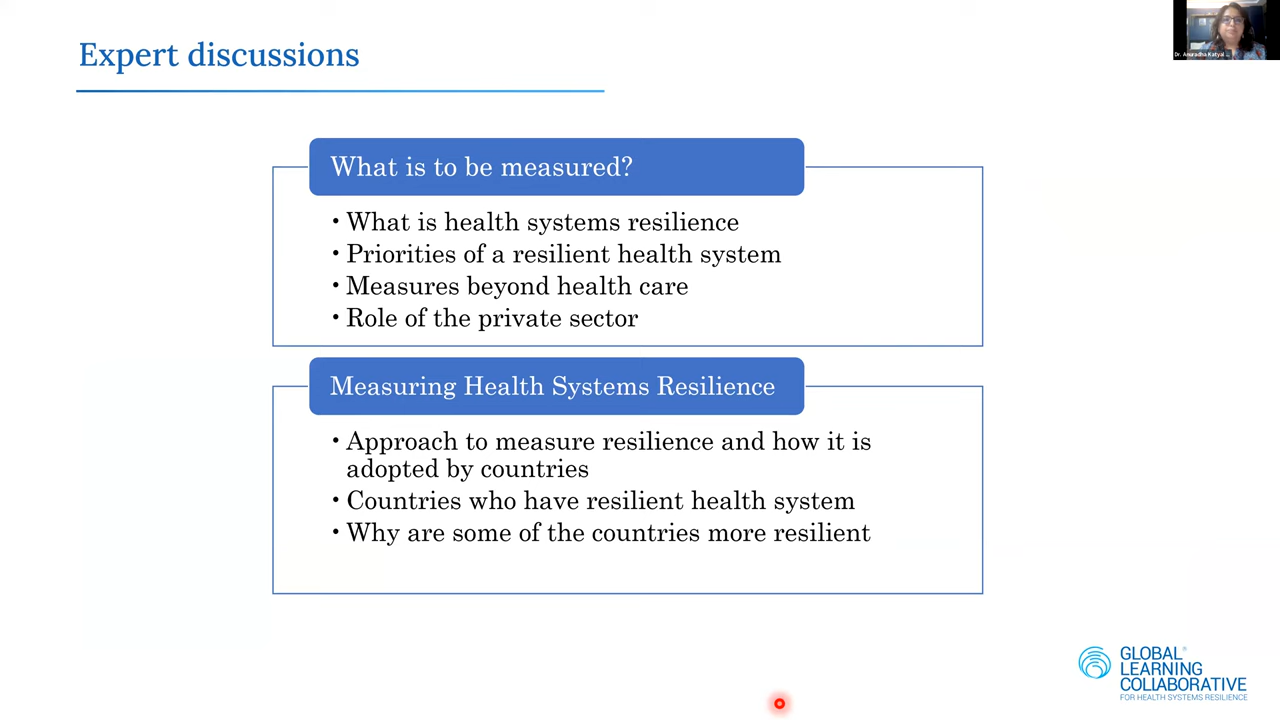 Expert discussions
Dr. Anuradha Katyal
What is to be measured?
• What is health systems resilience
• Priorities of a resilient health system
• Measures beyond health care
• Role of the private sector
Measuring Health Systems Resilience
• Approach to measure resilience and how it is
adopted by countries
• Countries who have resilient health system
• Why are some of the countries more resilient
GLOBAL
LEARNING
COLLABORATIVE
FOR HEALTH SYSTEMS RESILIENCE